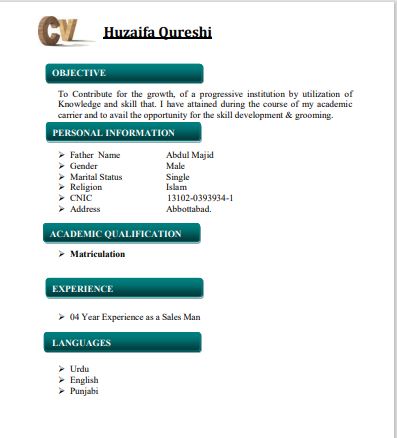 CV Huzaifa Qureshi
OBJECTIVE
To Contribute for the growth, of a progressive institution by utilization of
Knowledge and skill that. I have attained during the course of my academic
carrier and to avail the opportunity for the skill development & grooming.
PERSONAL INFORMATION
➢ Father Name Abdul Majid
➢ Gender Male
➢ Marital Status Single
➢ Religion Islam
➢ CNIC 13102-0393934-1
➢ Address Abbottabad.
ACADEMIC QUALIFICATION
➢ Matriculation
EXPERIENCE
➢ 04 Year Experience as a Sales Man
LANGUAGES
➢ Urdu
➢ English
➢ Punjabi